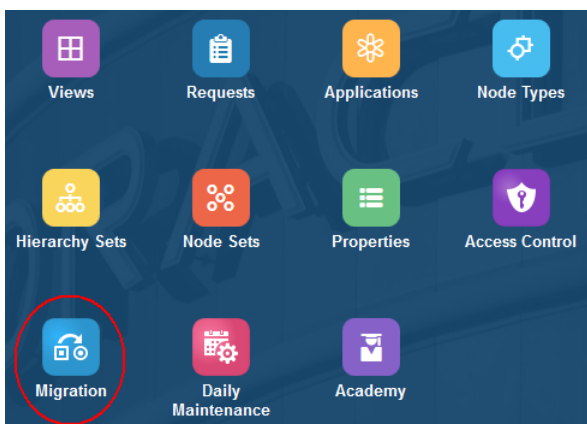 Views
Requests
Applications
Node Types
Hierarchy Sets
Node Sets
Properties
Access Control
Migration
Daily
Maintenance
Academy